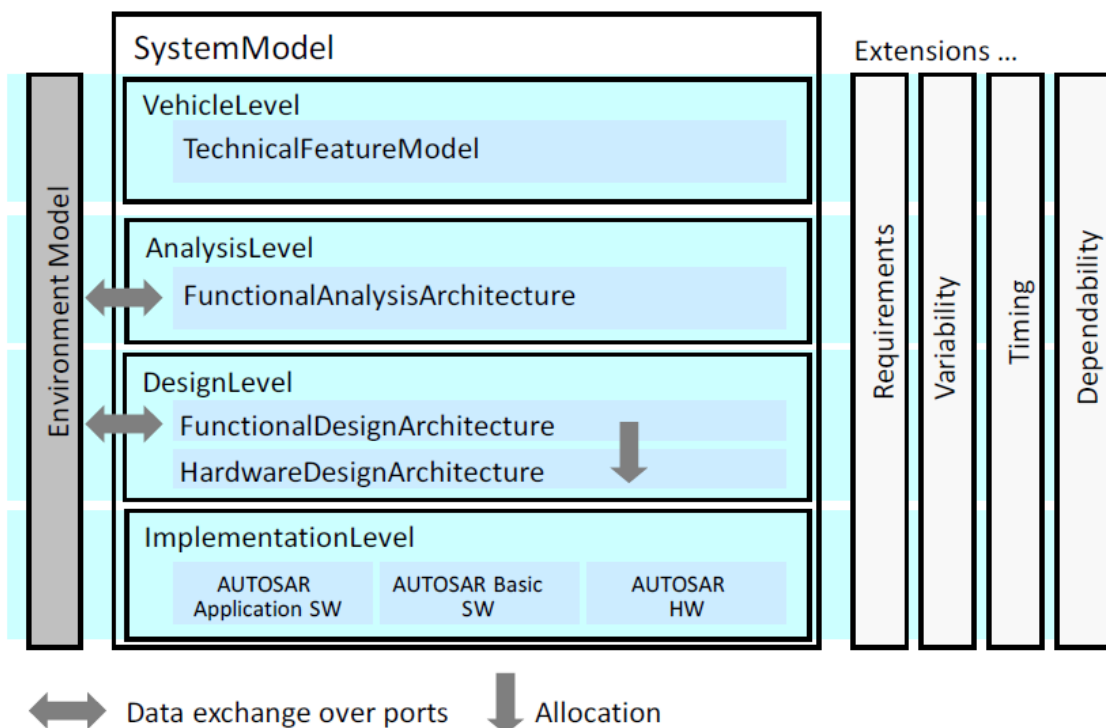 SystemModel
Extensions ...
VehicleLevel
TechnicalFeatureModel
AnalysisLevel
FunctionalAnalysisArchitecture
DesignLevel
FunctionalDesignArchitecture
HardwareDesignArchitecture
ImplementationLevel
AUTOSAR
Application SW
AUTOSAR Basic
SW
AUTOSAR
HW
Environment Model
Requirements
Variability
Timing
Dependability
Data exchange over ports
Allocation